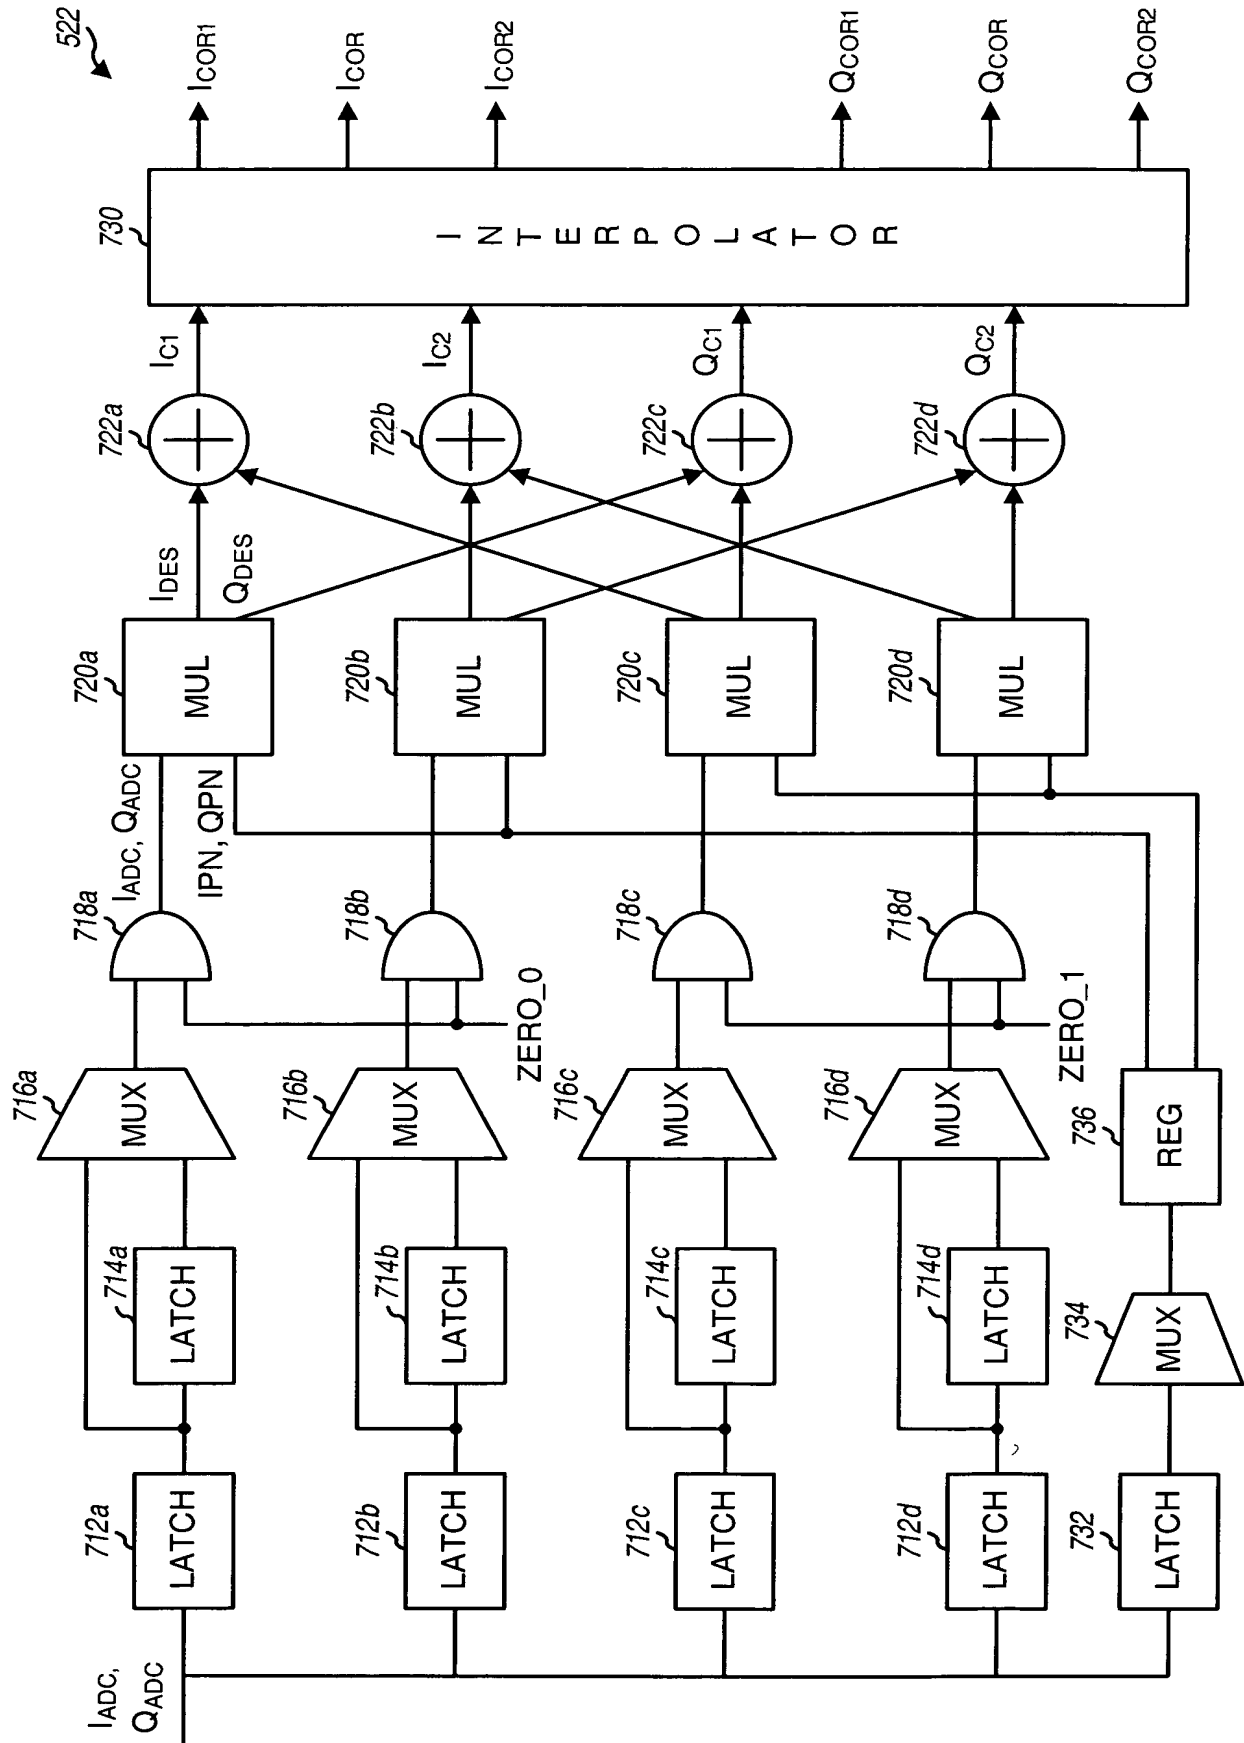 522
ICOR1
ICOR
ICOR2
QCOR1
QCOR
QCOR2
730
INTERPOLATOR
IC1
IC2
QC1
QC2
722a
722b
722c
722d
IDES
QDES
720a
MUL
720b
MUL
720c
MUL
720d
MUL
IADC, QADC
IPN, QPN
718a
718b
718c
718d
ZERO_0
ZERO_1
716a
MUX
716b
MUX
716c
MUX
716d
MUX
736
REG
714a
LATCH
714b
LATCH
714c
LATCH
714d
LATCH
734
MUX
712a
LATCH
712b
LATCH
712c
LATCH
712d
LATCH
732
LATCH
IADC,
QADC